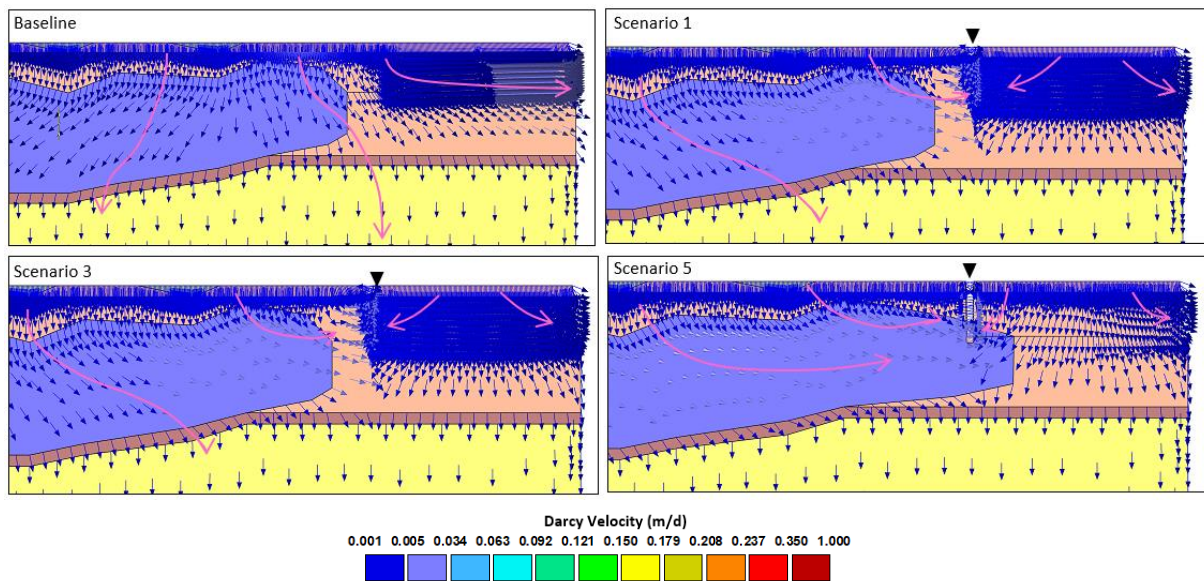 Baseline
Scenario 1
Scenario 3
Scenario 5
Darcy Velocity (m/d)
0.001 0.005 0.034 0.063 0.092 0.121 0.150 0.179 0.208 0.237 0.350 1.000